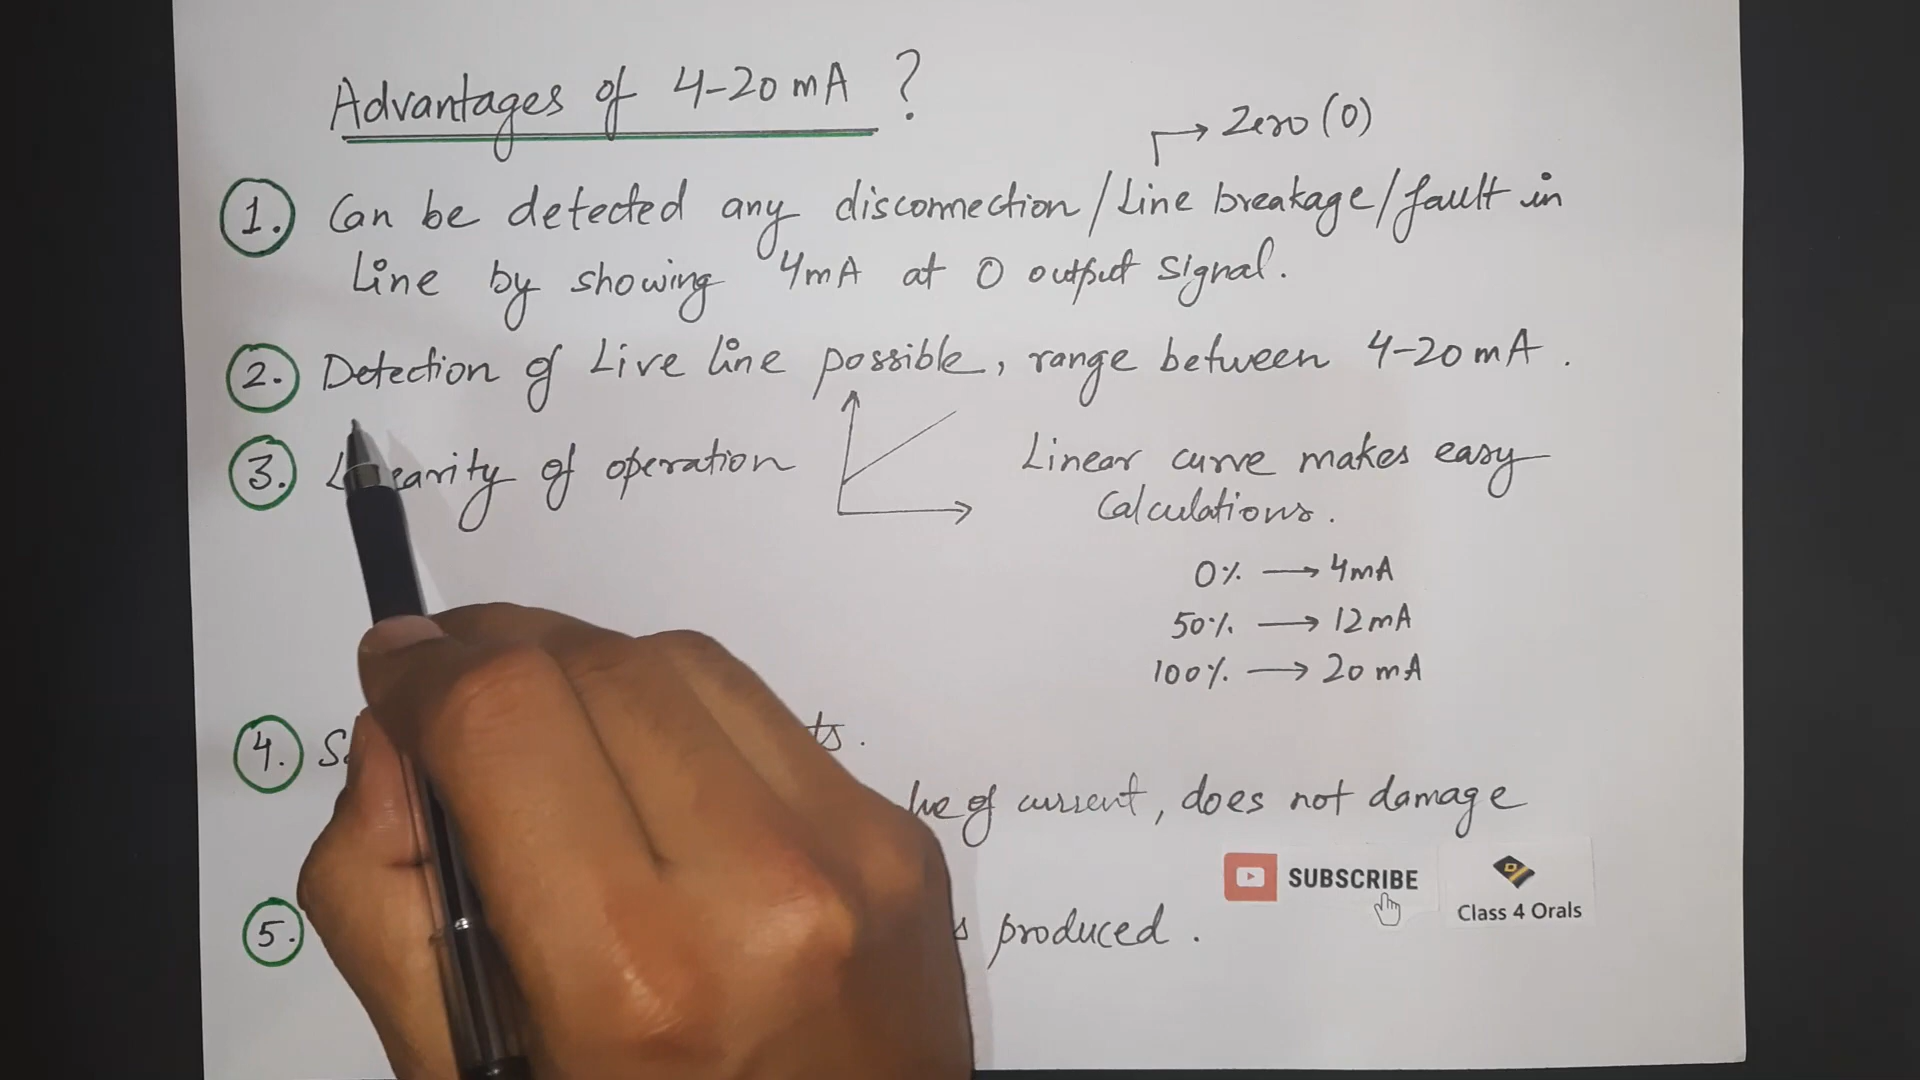 Advantages of 4-20 mA ?
→ Zero (0)
1. Can be detected any disconnection/Line breakage/fault in
Line by showing 4mA at 0 output signal.
2. Detection of Live line possible, range between 4-20 mA.
3. of operation
Linear curve makes easy
Calculations.
0% → 4mA
50% → 12mA
100% → 20 mA
4.
of current, does not damage
SUBSCRIBE
Class 4 Orals
5. produced.